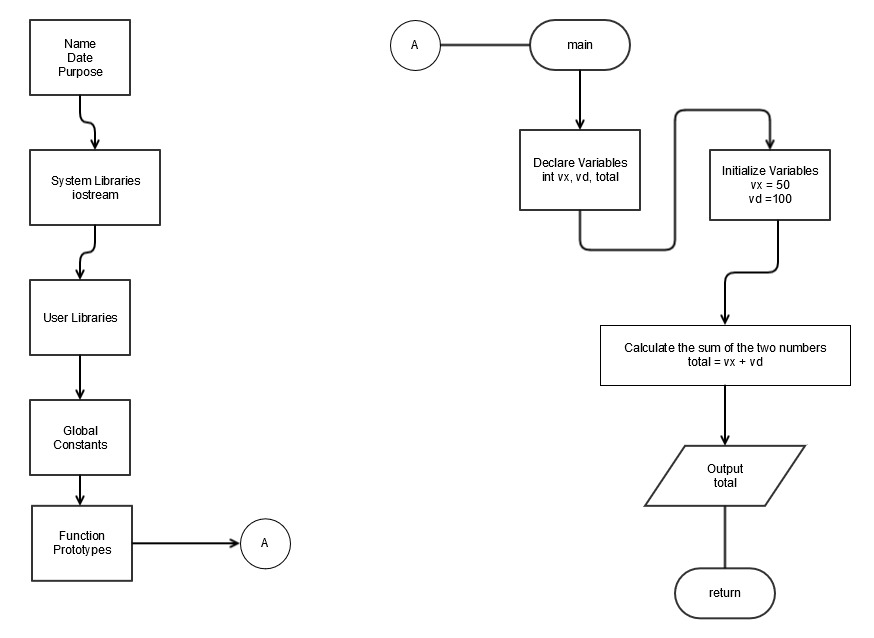 Name
Date
Purpose
System Libraries
iostream
User Libraries
Global
Constants
Function
Prototypes
A
A
main
Declare Variables
int vx, vd, total
Initialize Variables
vx = 50
vd =100
Calculate the sum of the two numbers
total = vx + vd
Output
total
return